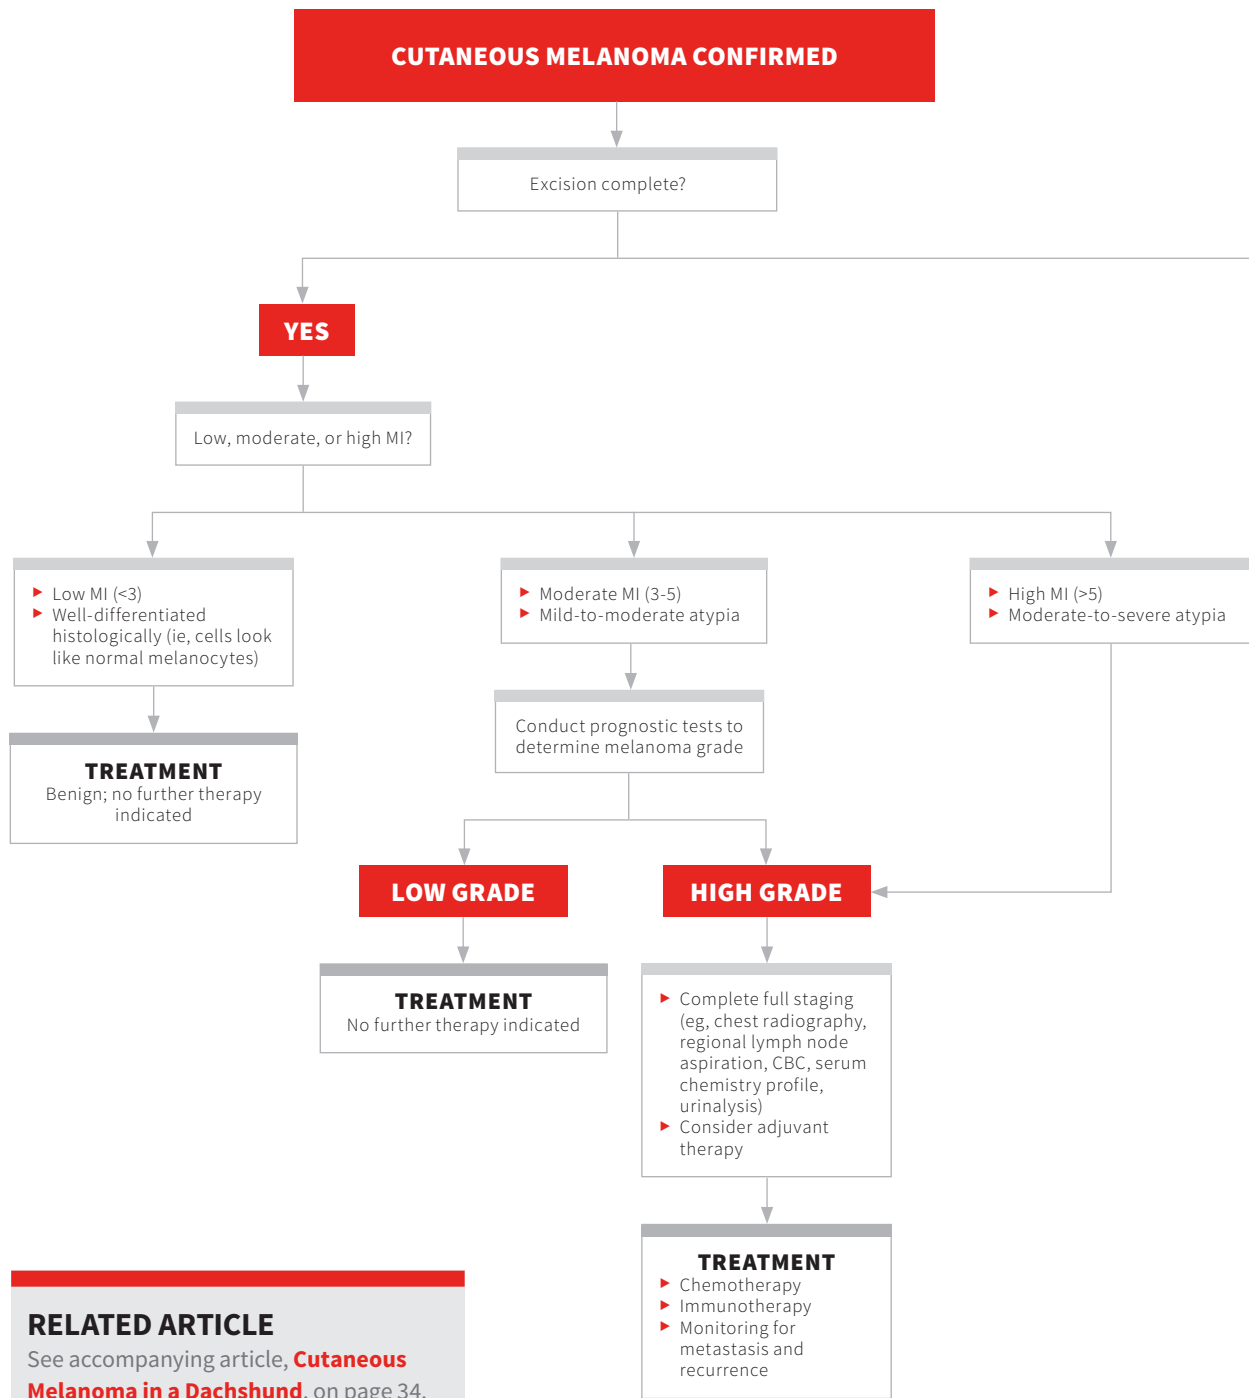 CUTANEOUS MELANOMA CONFIRMED
Excision complete?
YES
Low, moderate, or high MI?
► Low MI (<3)
► Well-differentiated
histologically (ie, cells look
like normal melanocytes)
TREATMENT
Benign; no further therapy
indicated
► Moderate MI (3-5)
► Mild-to-moderate atypia
Conduct prognostic tests to
determine melanoma grade
► High MI (>5)
► Moderate-to-severe atypia
LOW GRADE
TREATMENT
No further therapy indicated
HIGH GRADE
► Complete full staging
(eg, chest radiography,
regional lymph node
aspiration, CBC, serum
chemistry profile,
urinalysis)
► Consider adjuvant
therapy
TREATMENT
► Chemotherapy
► Immunotherapy
► Monitoring for
metastasis and
recurrence
RELATED ARTICLE
See accompanying article, Cutaneous
Melanoma in a Dachshund, on page 34.